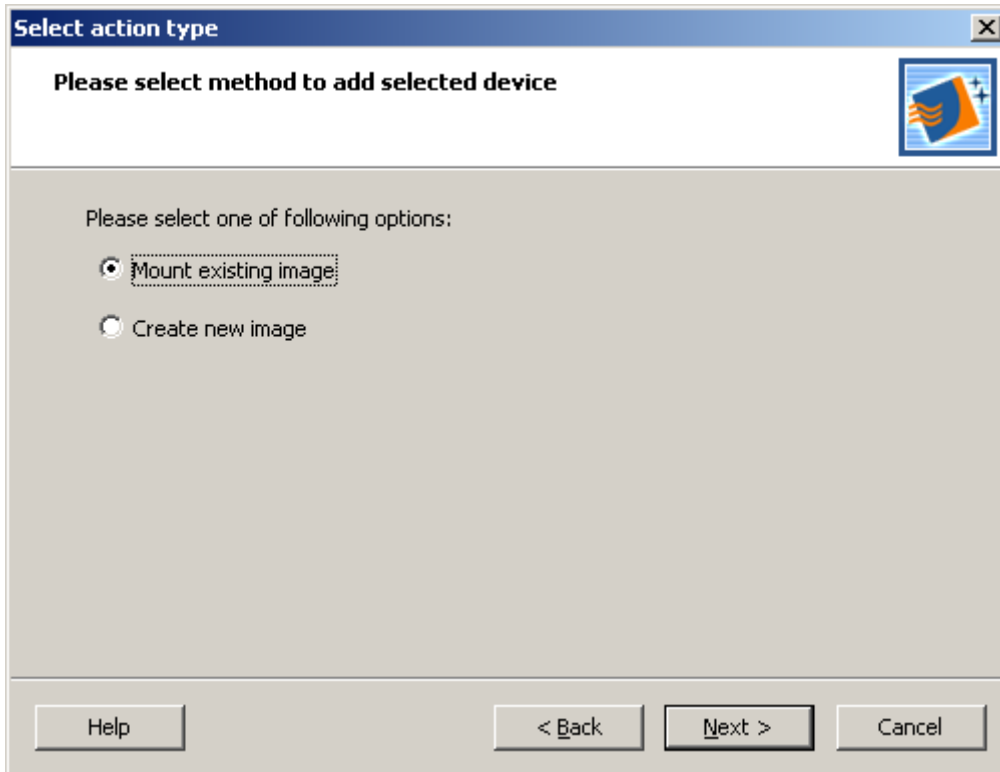 Select action type
Please select method to add selected device
Please select one of following options:
Mount existing image
Create new image
Help
< Back
Next >
Cancel